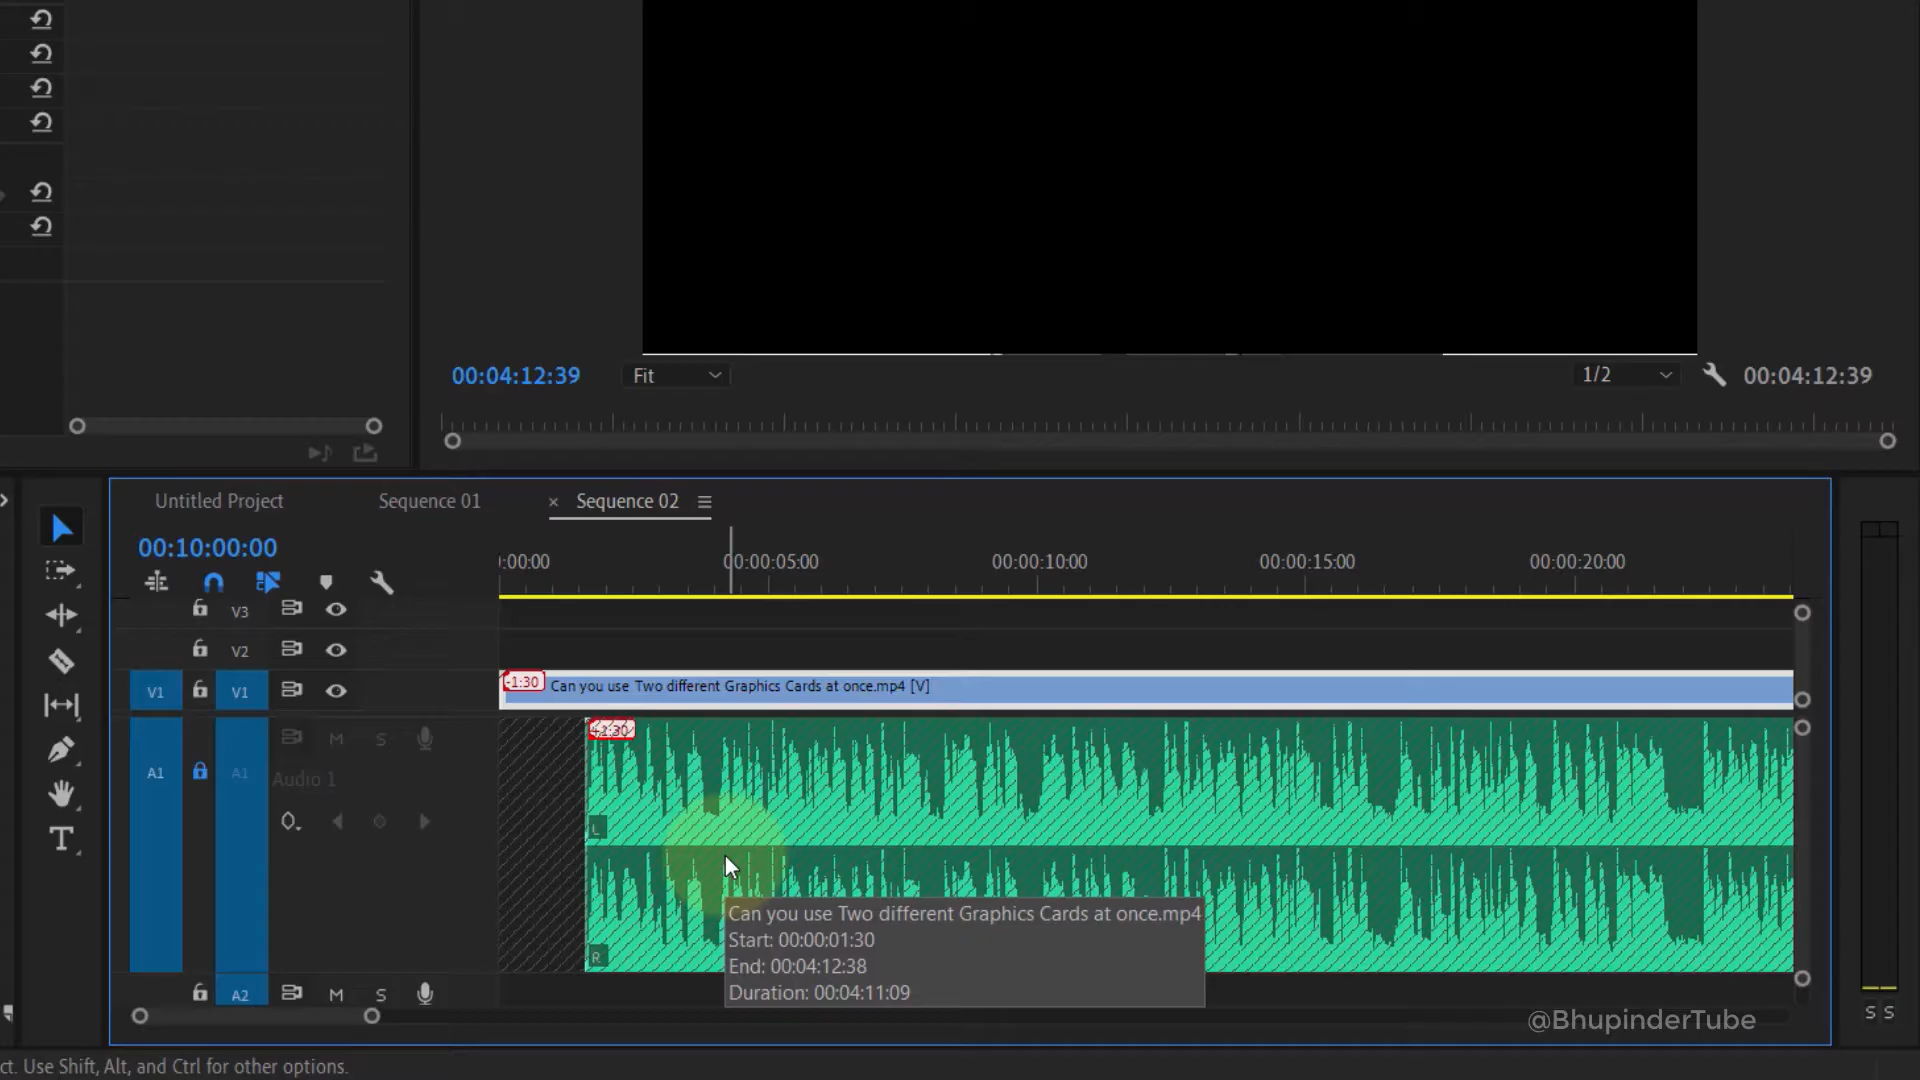 00:04:12:39
Fit
1/2
00:04:12:39
Untitled Project
Sequence 01
× Sequence 02
00:10:00:00
:00:00
00:00:05:00
00:00:10:00
00:00:15:00
00:00:20:00
V3
V2
V1
V1
-1:30
Can you use Two different Graphics Cards at once.mp4 [V]
M
S
+1:30
A1
A1
Audio 1
L
R
Can you use Two different Graphics Cards at once.mp4
Start: 00:00:01:30
End: 00:04:12:38
Duration: 00:04:11:09
A2
M
S
T
S S
@BhupinderTube
ct. Use Shift, Alt, and Ctrl for other options.